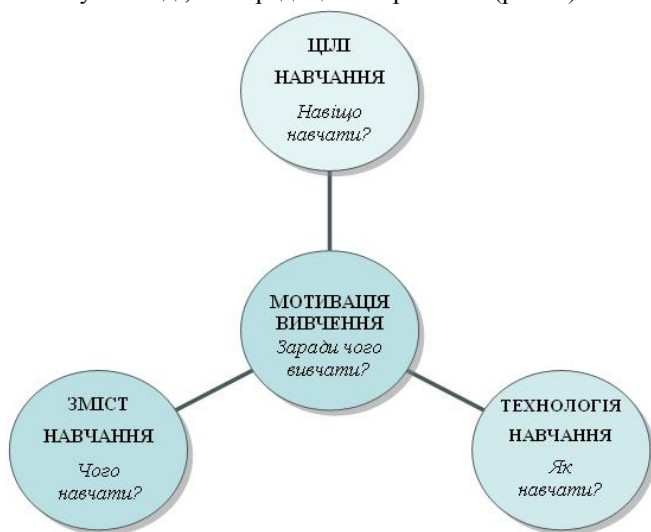 ЦІЛІ
НАВЧАННЯ
Навіщо
навчати?
МОТИВАЦІЯ
ВИВЧЕННЯ
Заради чого
вивчати?
ЗМІСТ
НАВЧАННЯ
Чого
навчати?
ТЕХНОЛОГІЯ
НАВЧАННЯ
Як
навчати?